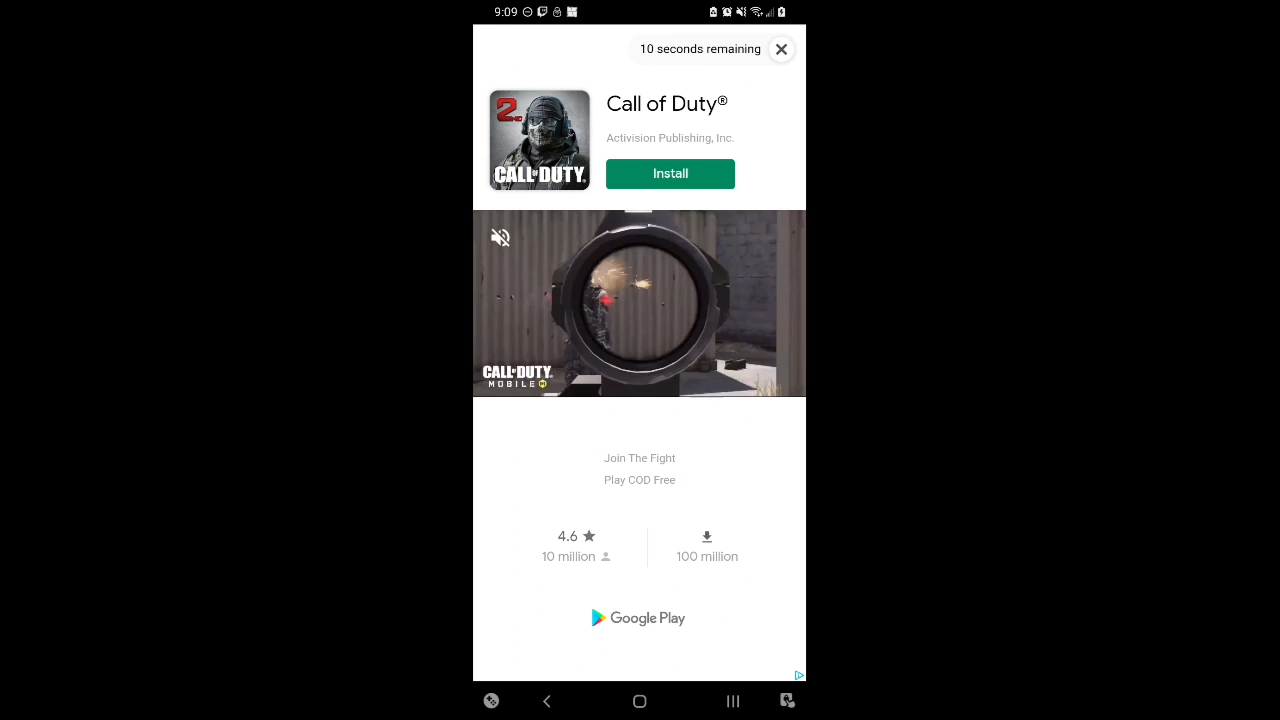 9:09
10 seconds remaining
2ND
CALL OF DUTY®
Call of Duty®
Activision Publishing, Inc.
Install
CALL OF DUTY®
MOBILE
Join The Fight
Play COD Free
4.6
10 million
100 million
Google Play